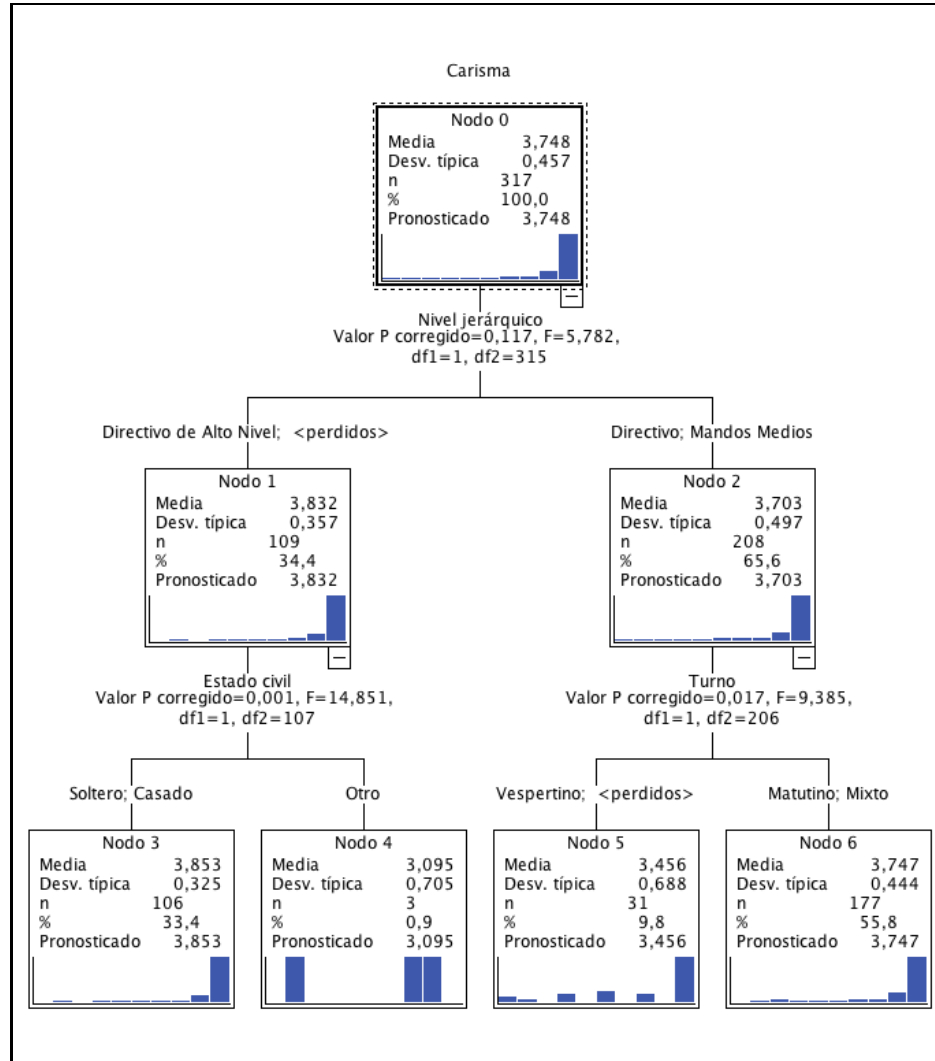 Carisma
Nodo 0
Media 3,748
Desv. típica 0,457
n 317
% 100,0
Pronosticado 3,748
Nivel jerárquico
Valor P corregido=0,117, F=5,782,
df1=1, df2=315
Directivo de Alto Nivel; <perdidos>
Directivo; Mandos Medios
Nodo 1
Media 3,832
Desv. típica 0,357
n 109
% 34,4
Pronosticado 3,832
Nodo 2
Media 3,703
Desv. típica 0,497
n 208
% 65,6
Pronosticado 3,703
Estado civil
Valor P corregido=0,001, F=14,851,
df1=1, df2=107
Turno
Valor P corregido=0,017, F=9,385,
df1=1, df2=206
Soltero; Casado
Otro
Vespertino; <perdidos>
Matutino; Mixto
Nodo 3
Media 3,853
Desv. típica 0,325
n 106
% 33,4
Pronosticado 3,853
Nodo 4
Media 3,095
Desv. típica 0,705
n 3
% 0,9
Pronosticado 3,095
Nodo 5
Media 3,456
Desv. típica 0,688
n 31
% 9,8
Pronosticado 3,456
Nodo 6
Media 3,747
Desv. típica 0,444
n 177
% 55,8
Pronosticado 3,747